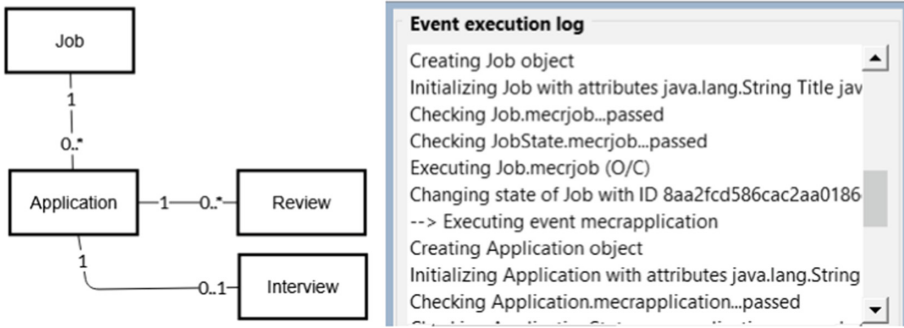 Job
1
0..*
Application
1
0..*
Review
1
0..1
Interview
Event execution log
Creating Job object
Initializing Job with attributes java.lang.String Title jav
Checking Job.mecrjob...passed
Checking JobState.mecrjob...passed
Executing Job.mecrjob (O/C)
Changing state of Job with ID 8aa2fcd586cac2aa0186
--> Executing event mecrapplication
Creating Application object
Initializing Application with attributes java.lang.String
Checking Application.mecrapplication...passed